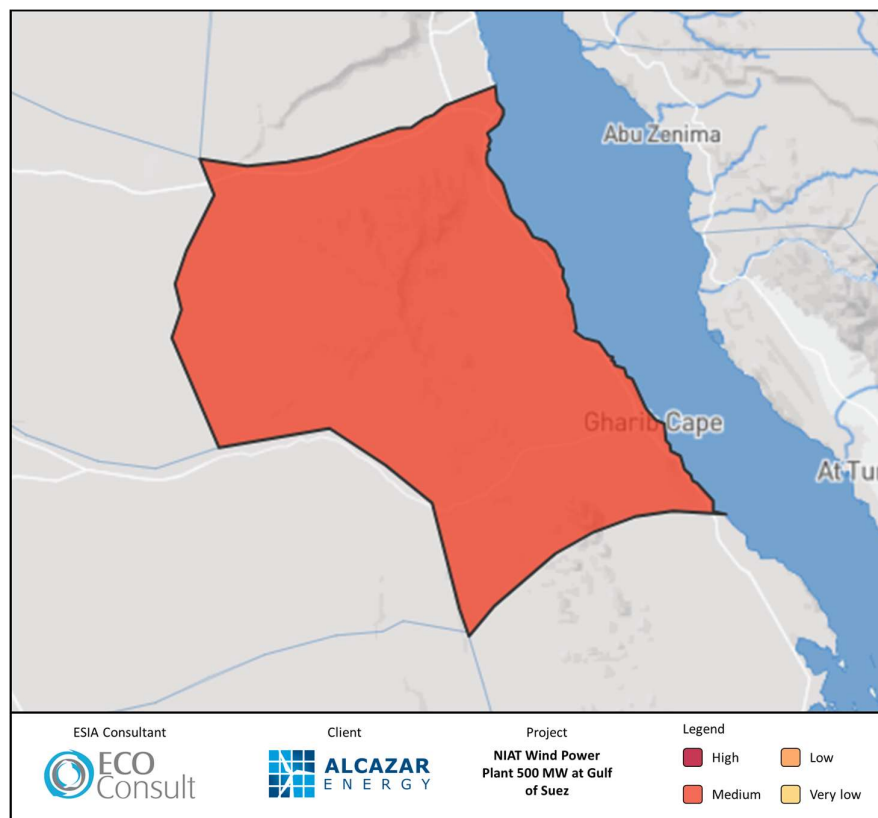 Abu Zenima
Gharib Cape
At Tu
ESIA Consultant
Client
Project
Legend
ECO
Consult
ALCAZAR
ENERGY
NIAT Wind Power
Plant 500 MW at Gulf
of Suez
High
Low
Medium
Very low